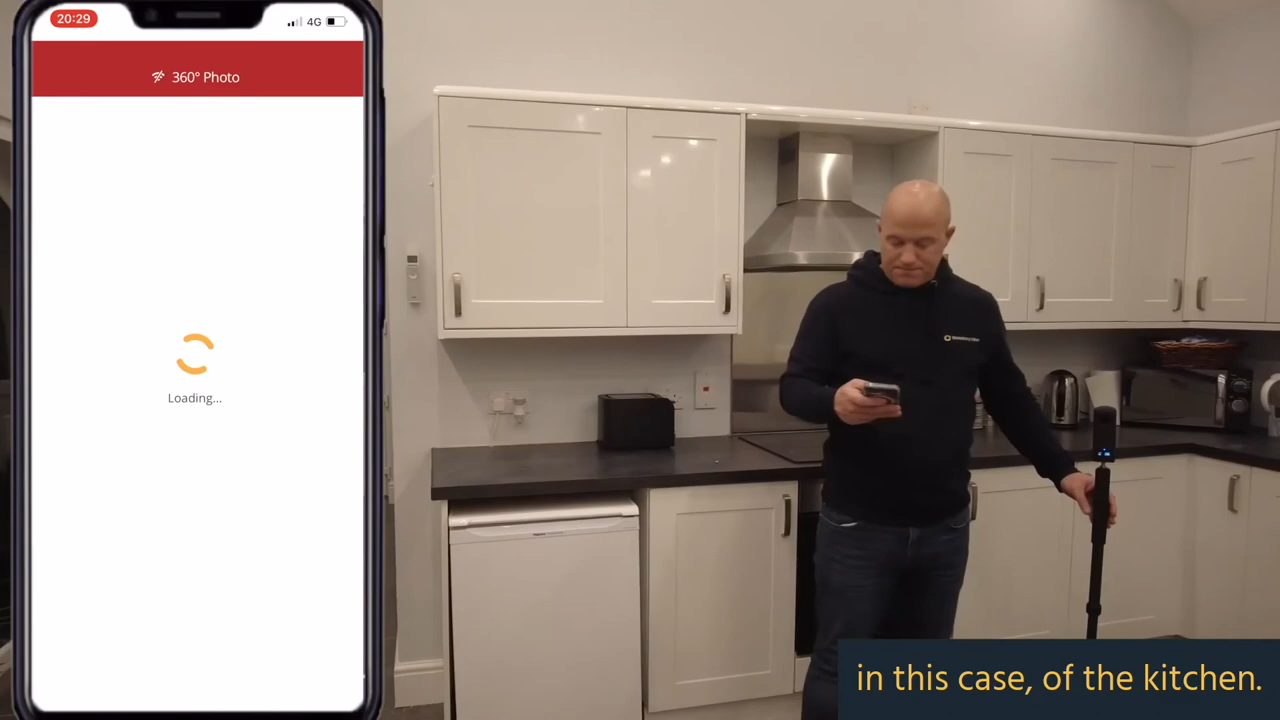 20:29
4G
360° Photo
Loading...
in this case, of the kitchen.